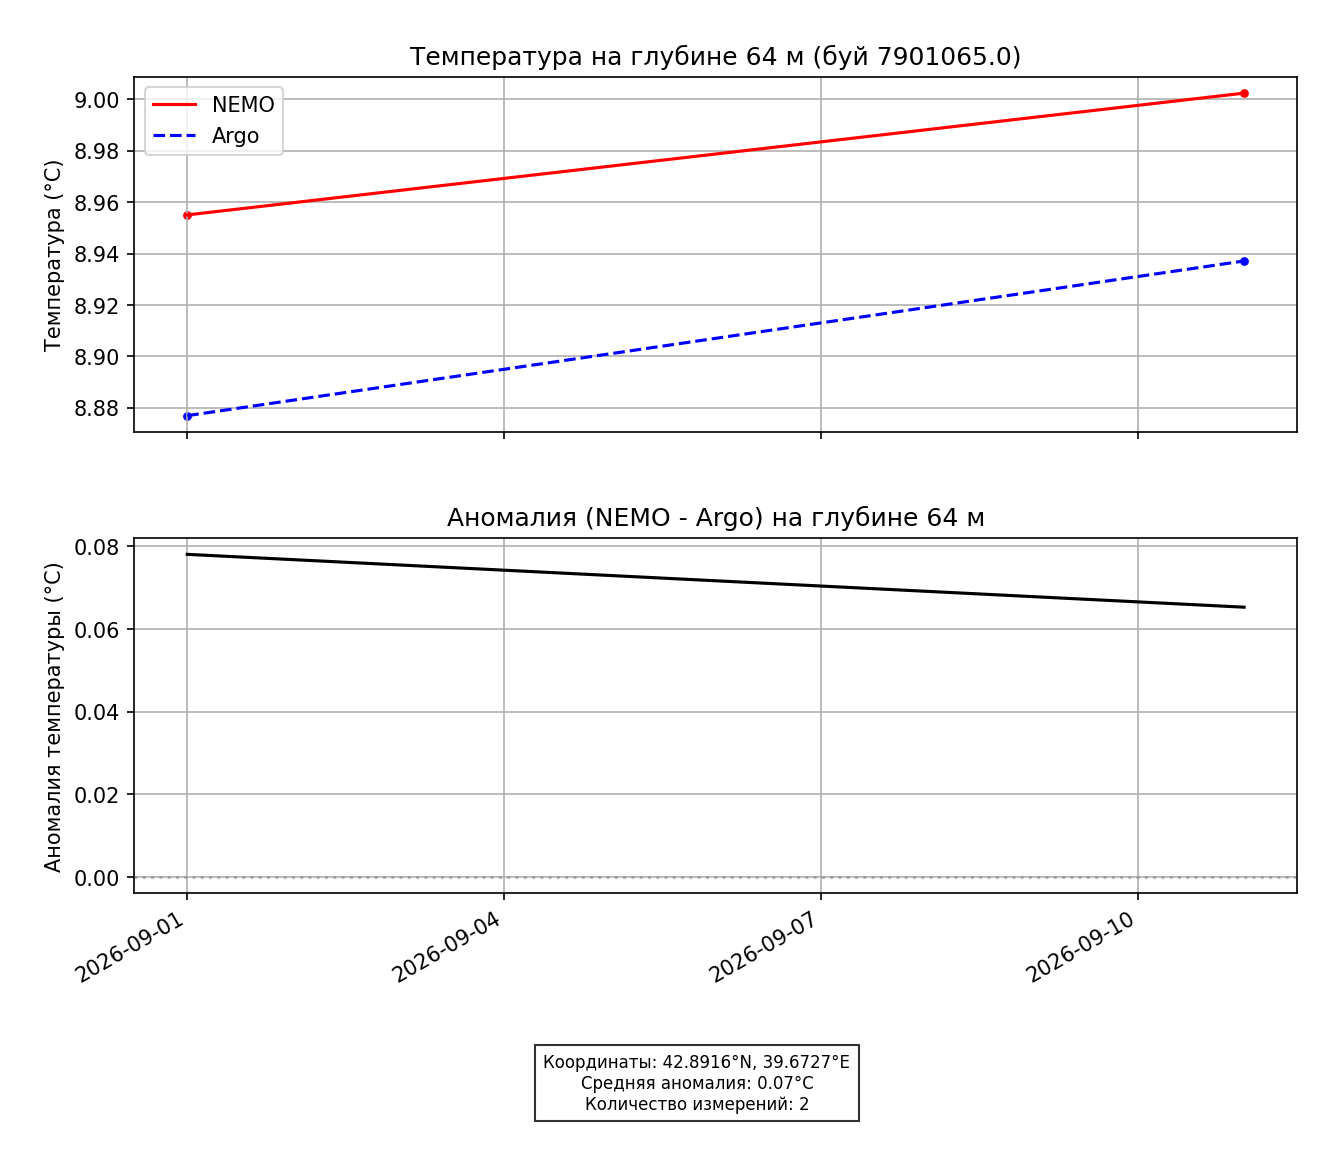 Температура на глубине 64 м (буй 7901065.0)
NEMO
Argo
Температура (°C)
9.00
8.98
8.96
8.94
8.92
8.90
8.88
Аномалия (NEMO - Argo) на глубине 64 м
Аномалия температуры (°C)
0.08
0.06
0.04
0.02
0.00
2026-09-01
2026-09-04
2026-09-07
2026-09-10
Координаты: 42.8916°N, 39.6727°E
Средняя аномалия: 0.07°C
Количество измерений: 2